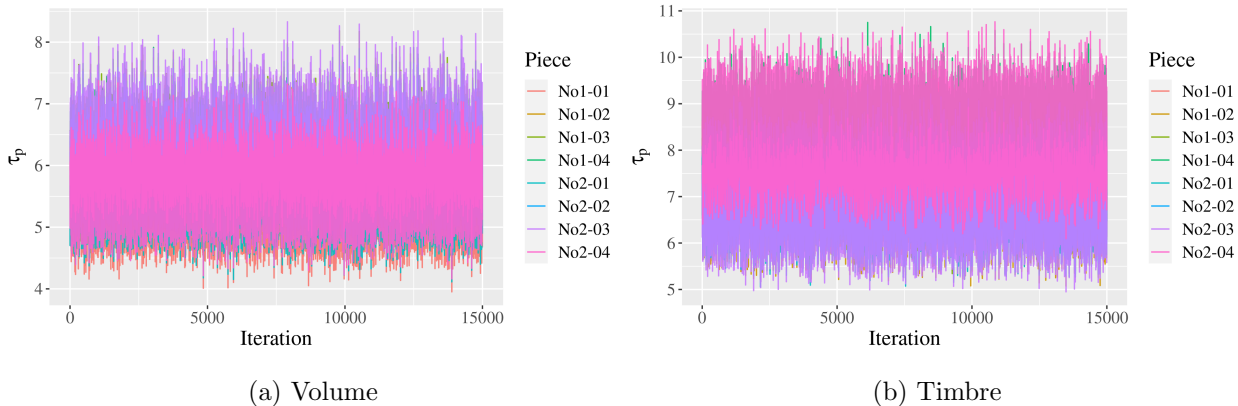 8
7
6
5
4
τp
0
5000
10000
15000
Iteration
Piece
No1-01
No1-02
No1-03
No1-04
No2-01
No2-02
No2-03
No2-04
(a) Volume
11
10
9
8
7
6
5
τp
0
5000
10000
15000
Iteration
Piece
No1-01
No1-02
No1-03
No1-04
No2-01
No2-02
No2-03
No2-04
(b) Timbre